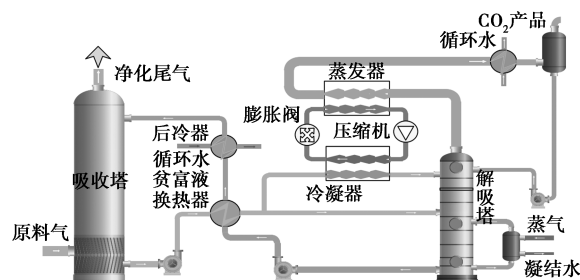 CO₂产品
循环水
净化尾气
蒸发器
膨胀阀
压缩机
后冷器
循环水
贫富液
换热器
吸收塔
冷凝器
解
吸
塔
原料气
蒸气
凝结水